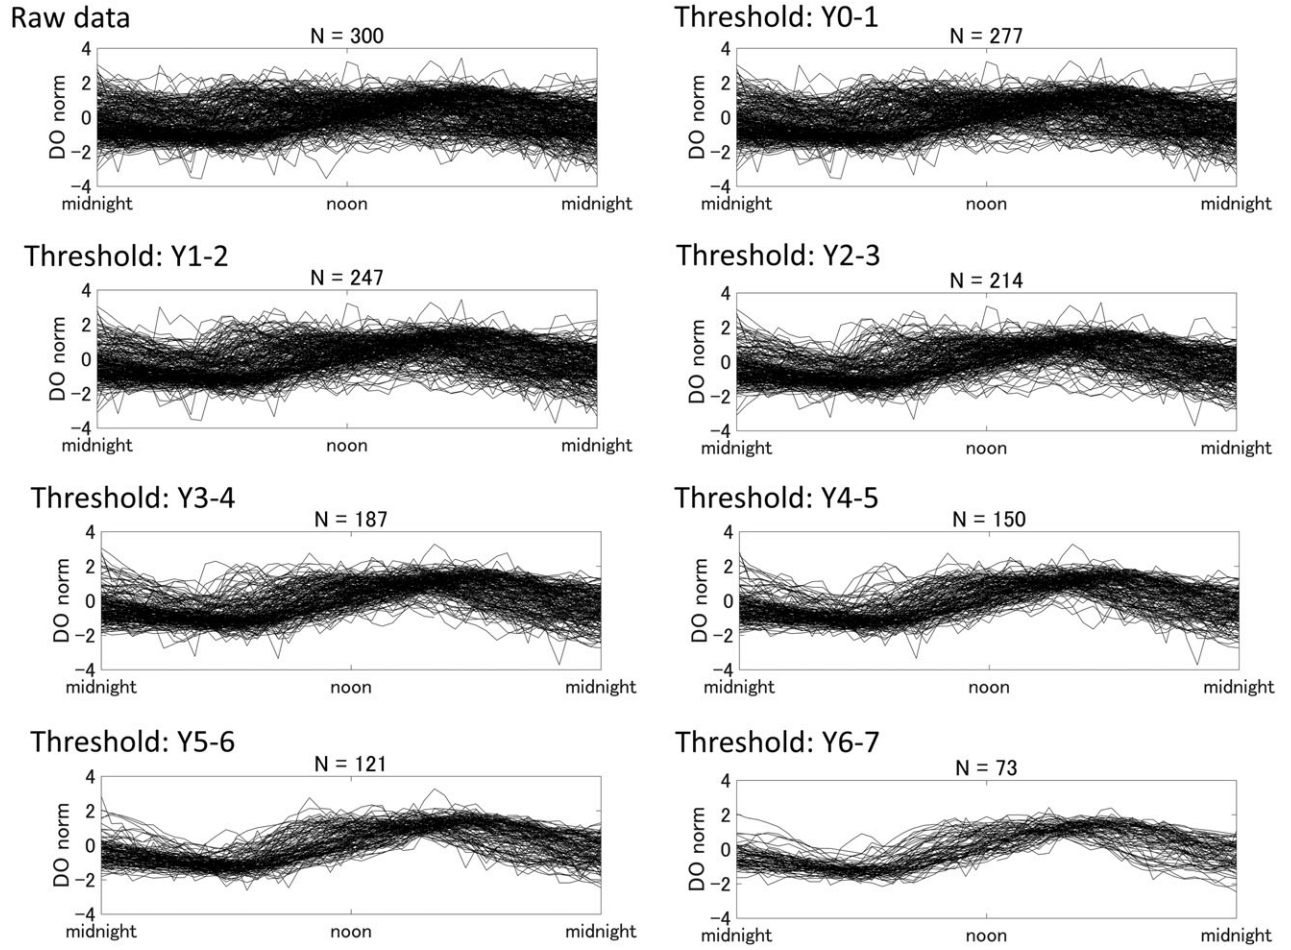 Raw data
N = 300
DO norm
4
2
0
−2
−4
midnight
noon
midnight
Threshold: Y0-1
N = 277
DO norm
4
2
0
−2
−4
midnight
noon
midnight
Threshold: Y1-2
N = 247
DO norm
4
2
0
−2
−4
midnight
noon
midnight
Threshold: Y2-3
N = 214
DO norm
4
2
0
−2
−4
midnight
noon
midnight
Threshold: Y3-4
N = 187
DO norm
4
2
0
−2
−4
midnight
noon
midnight
Threshold: Y4-5
N = 150
DO norm
4
2
0
−2
−4
midnight
noon
midnight
Threshold: Y5-6
N = 121
DO norm
4
2
0
−2
−4
midnight
noon
midnight
Threshold: Y6-7
N = 73
DO norm
4
2
0
−2
−4
midnight
noon
midnight